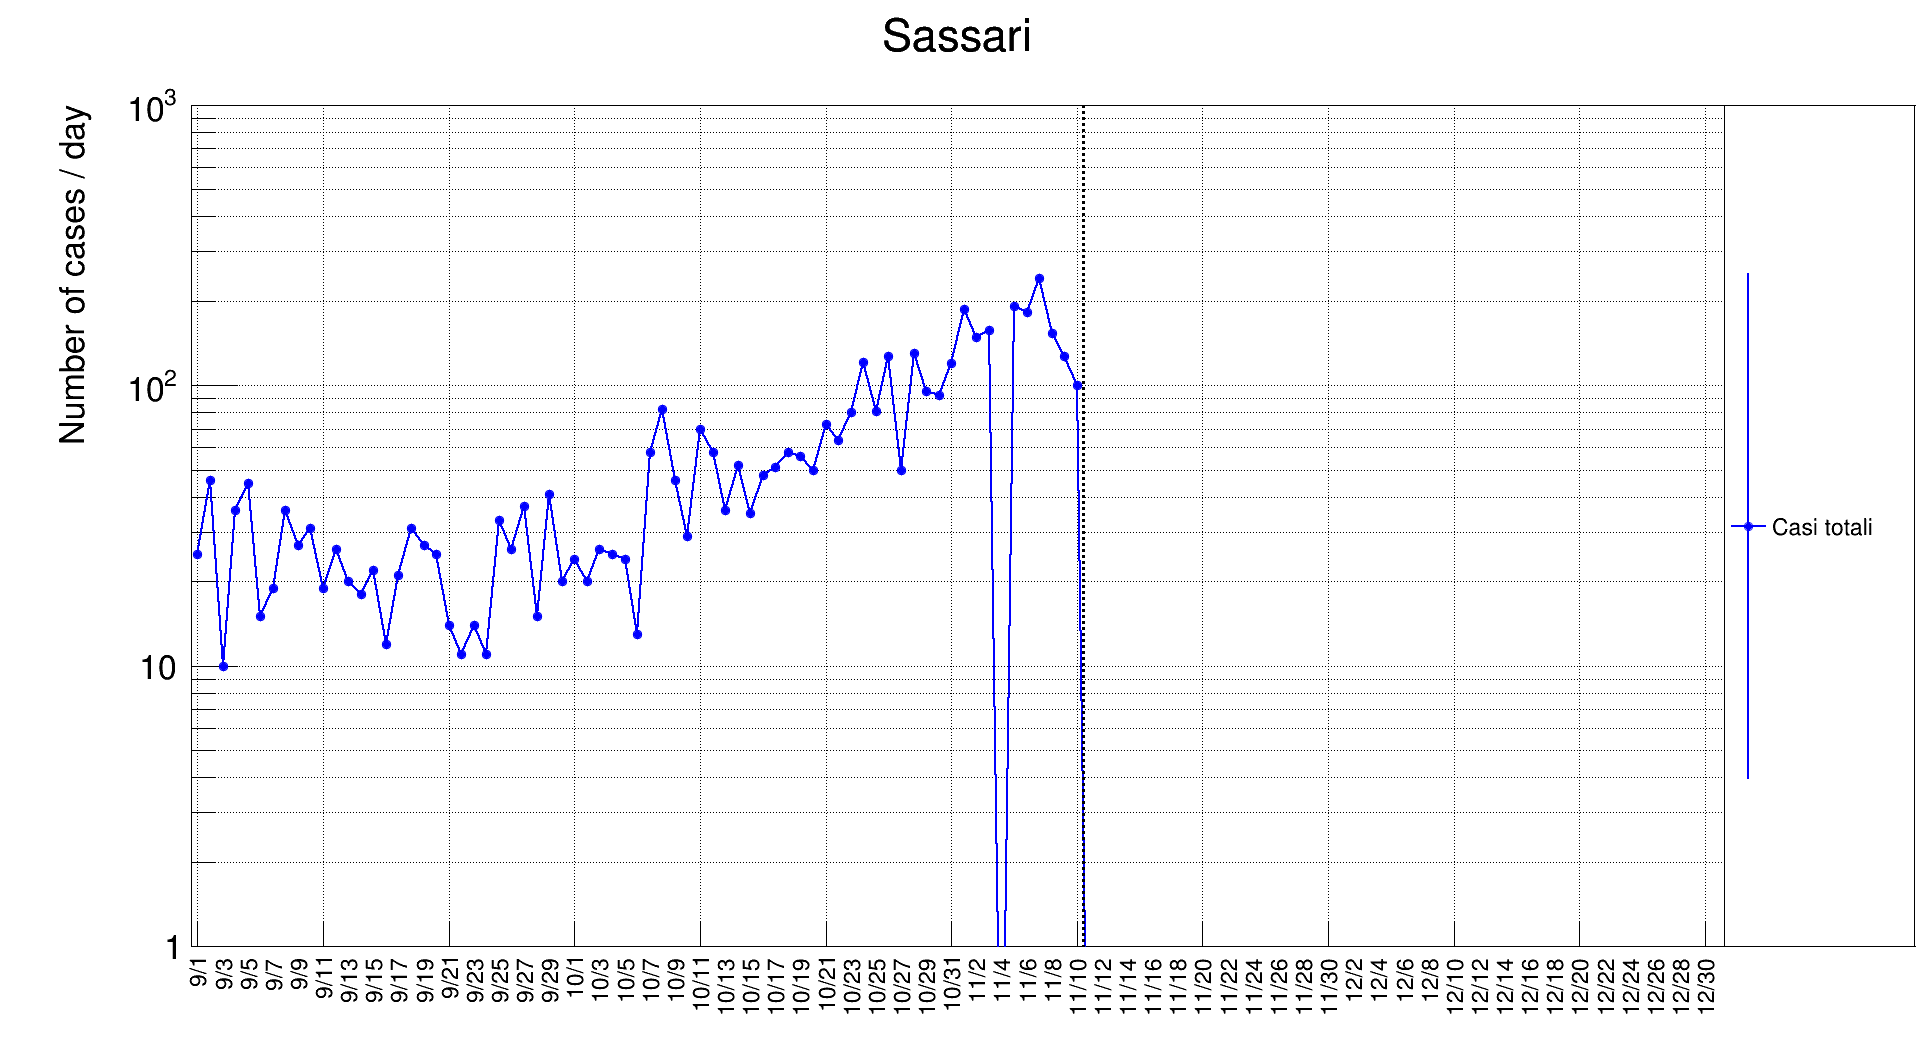 Sassari
Number of cases / day
10³
10²
10
1
9/1 9/3 9/5 9/7 9/9 9/11 9/13 9/15 9/17 9/19 9/21 9/23 9/25 9/27 9/29 10/1 10/3 10/5 10/7 10/9 10/11 10/13 10/15 10/17 10/19 10/21 10/23 10/25 10/27 10/29 10/31 11/2 11/4 11/6 11/8 11/10 11/12 11/14 11/16 11/18 11/20 11/22 11/24 11/26 11/28 11/30 12/2 12/4 12/6 12/8 12/10 12/12 12/14 12/16 12/18 12/20 12/22 12/24 12/26 12/28 12/30
Casi totali